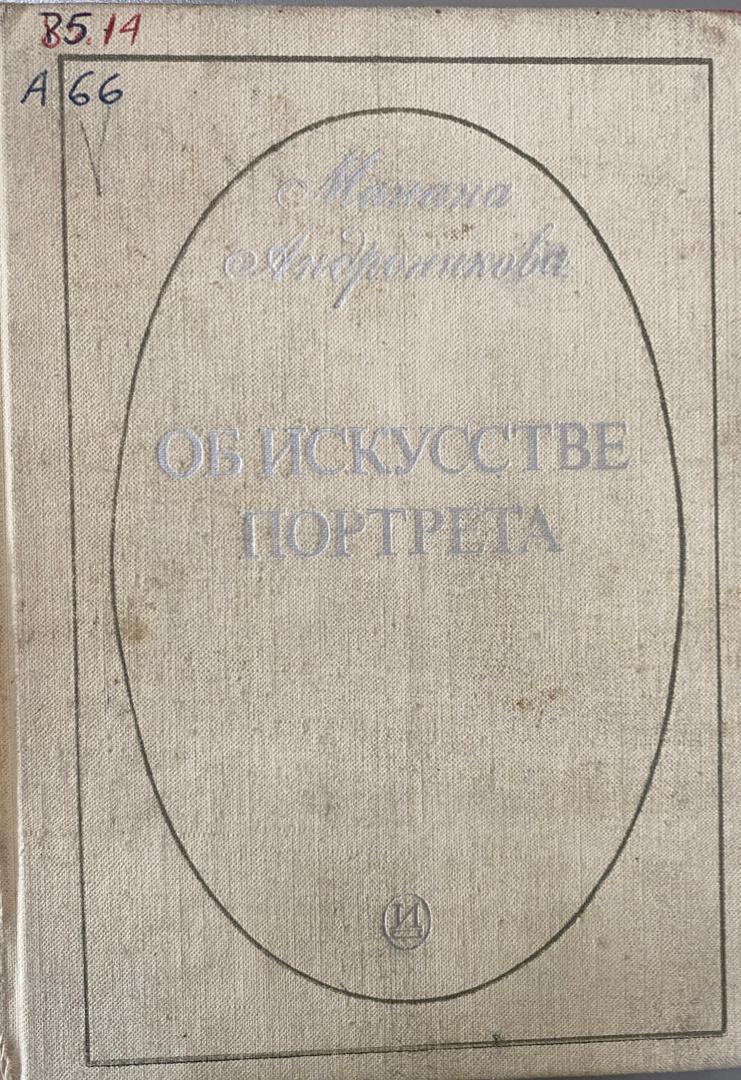 85.14
А 66
Манана
Андроникова
ОБ ИСКУССТВЕ
ПОРТРЕТА
И